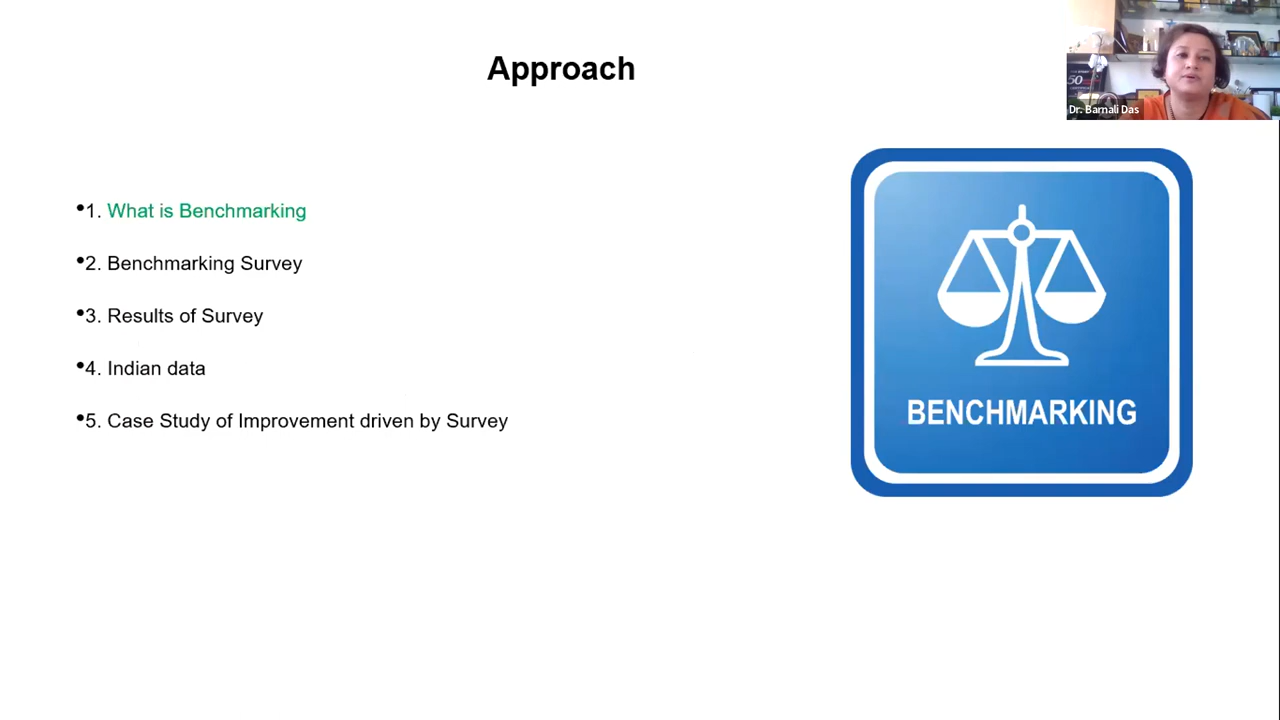 Approach
Dr. Barnali Das
50
•1. What is Benchmarking
•2. Benchmarking Survey
•3. Results of Survey
•4. Indian data
•5. Case Study of Improvement driven by Survey
BENCHMARKING